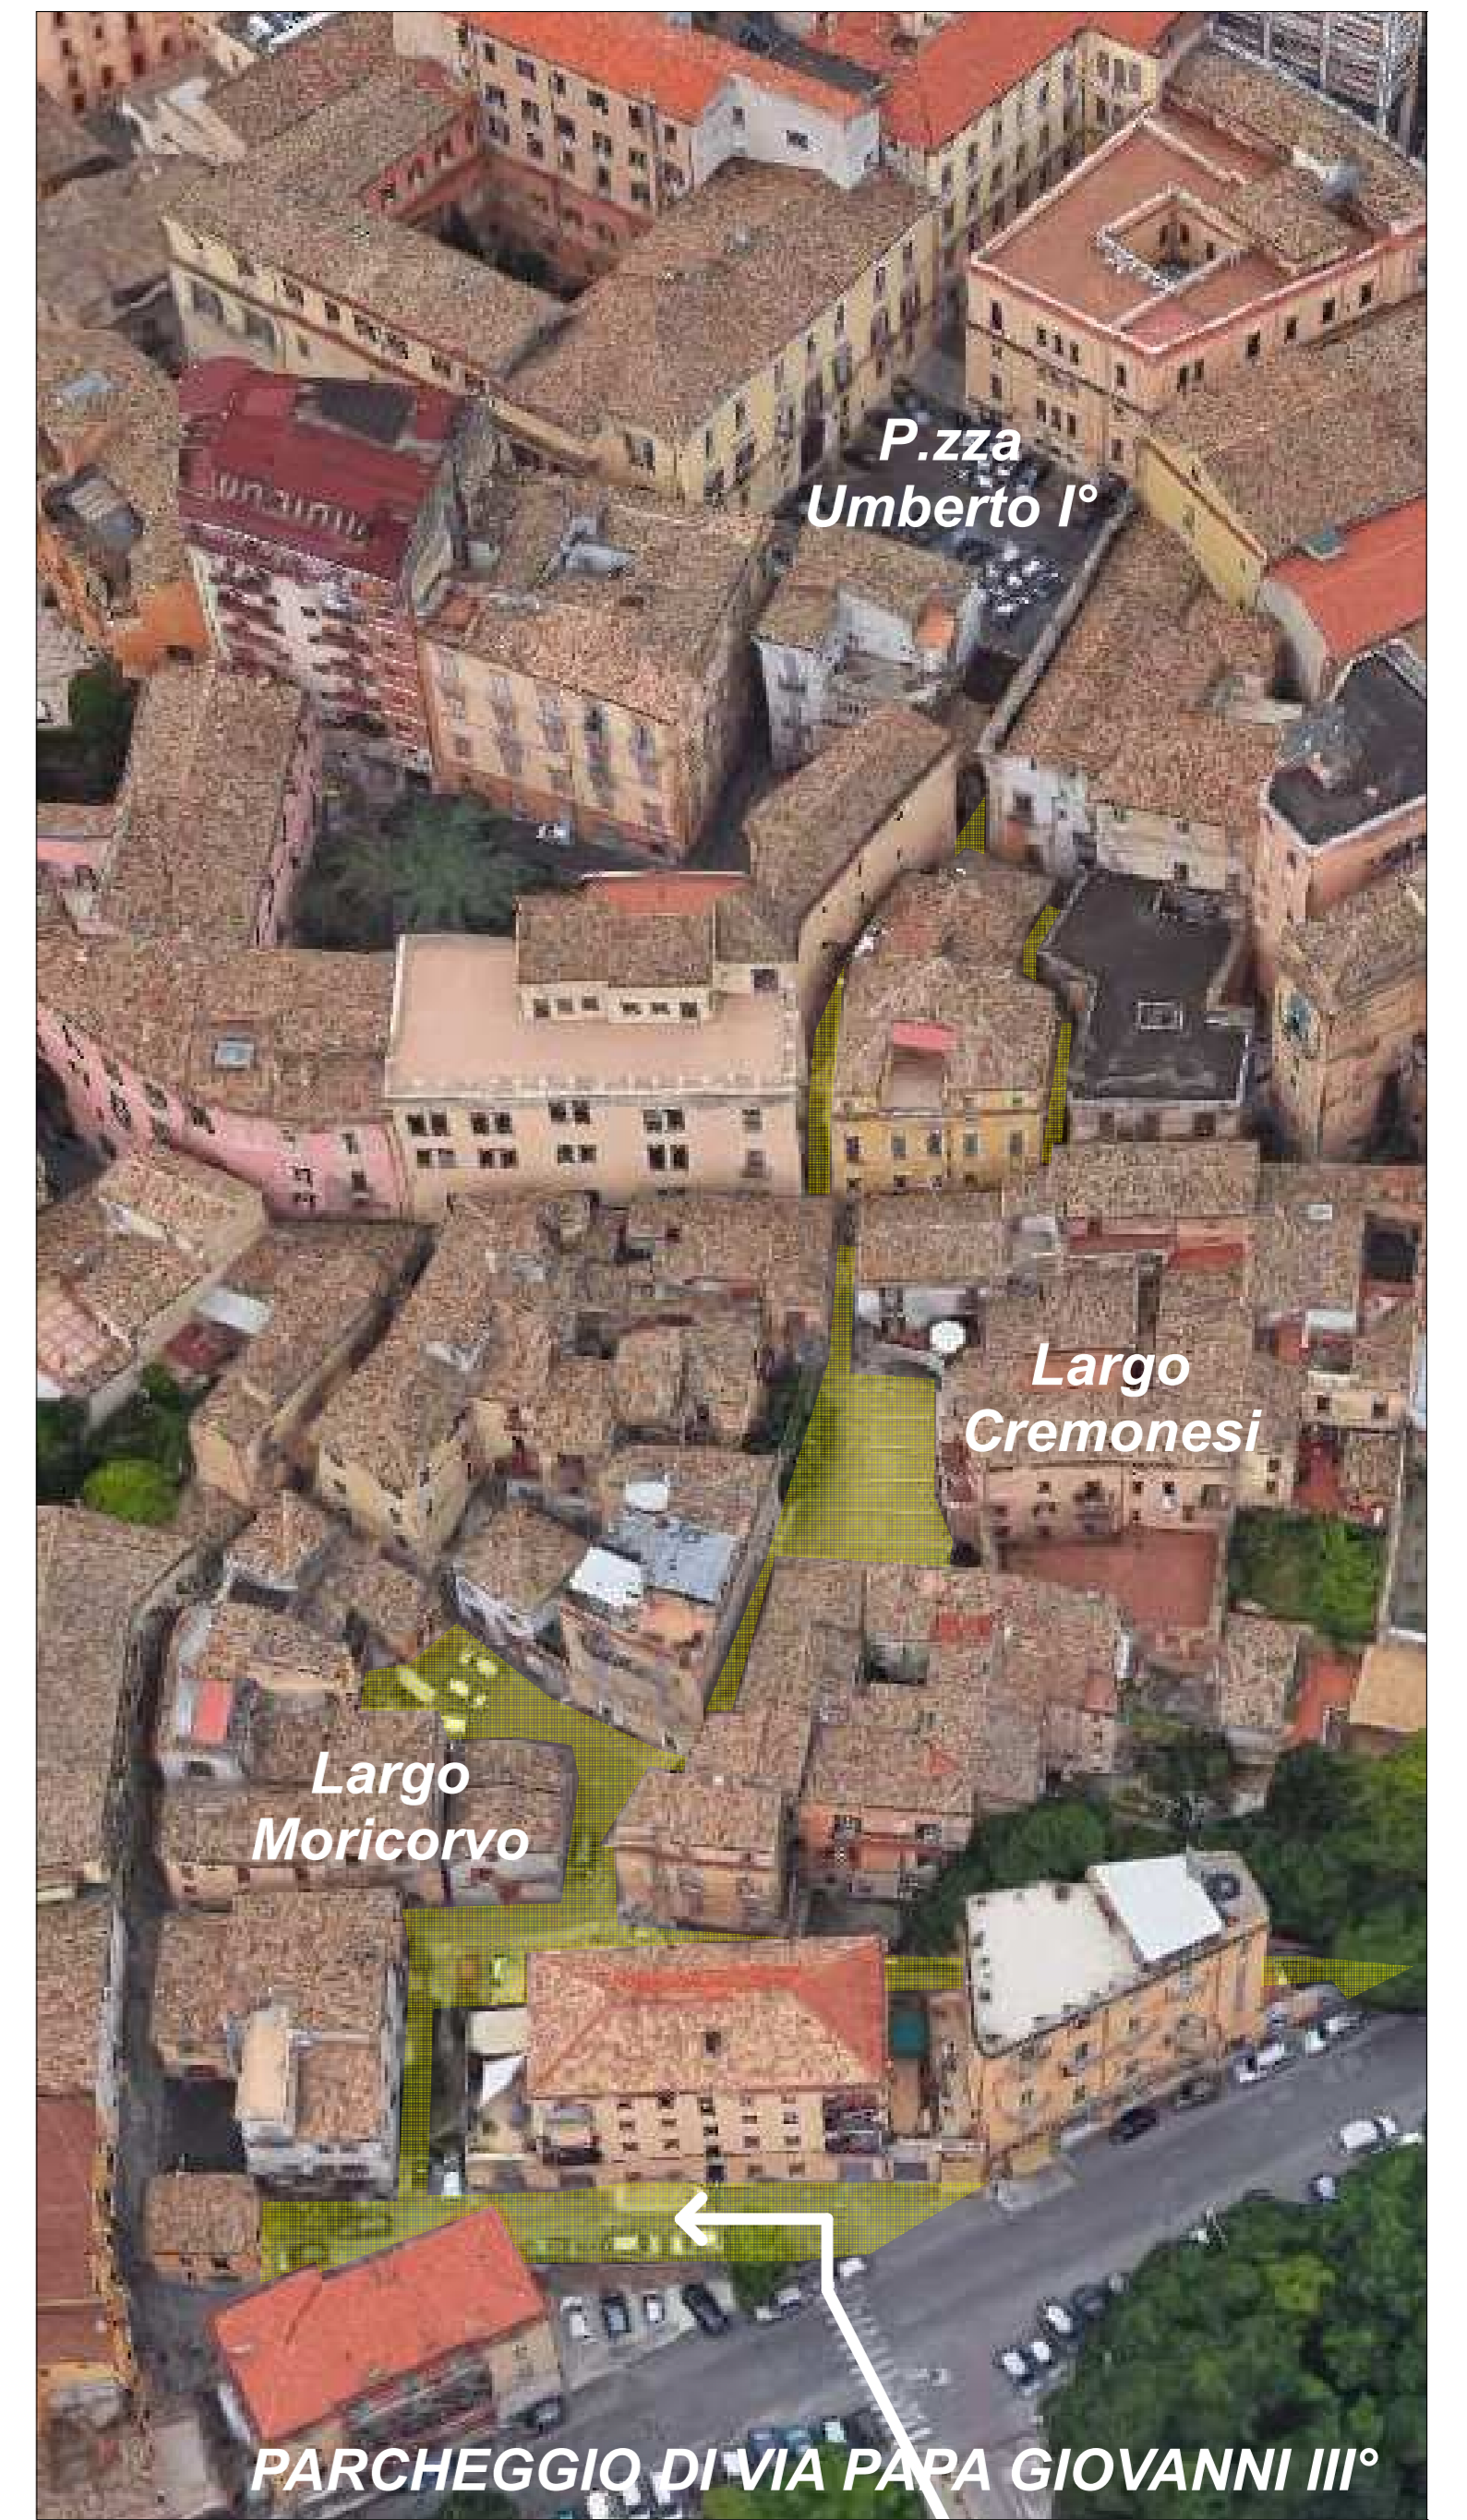 P.zza
Umberto I°
Largo
Cremonesi
Largo
Moricorvo
PARCHEGGIO DI VIA PAPA GIOVANNI III°